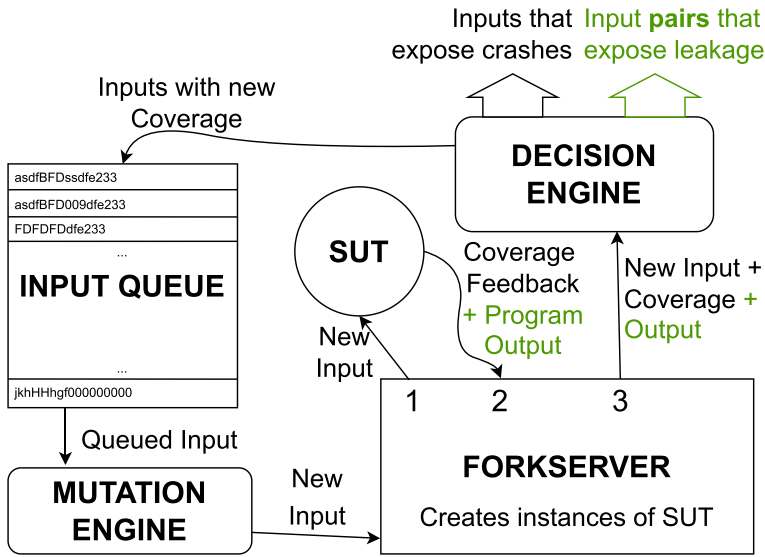 Inputs that
expose crashes
Input pairs that
expose leakage
Inputs with new
Coverage
DECISION
ENGINE
asdfBFDssdfe233
asdfBFD009dfe233
FDFDFDdfe233
...
INPUT QUEUE
...
jkhHHhgf000000000
SUT
Coverage
Feedback
+ Program
Output
New Input +
Coverage +
Output
New
Input
1
2
3
Queued Input
MUTATION
ENGINE
New
Input
FORKSERVER
Creates instances of SUT